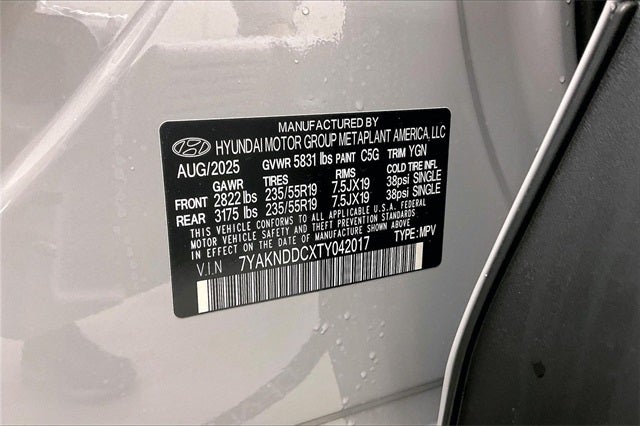 MANUFACTURED BY
HYUNDAI MOTOR GROUP METAPLANT AMERICA, LLC
AUG/2025 GVWR 5831 lbs PAINT C5G TRIM YGN
GAWR TIRES RIMS COLD TIRE INFL
FRONT 2822 lbs 235/55R19 7.5JX19 38psi SINGLE
REAR 3175 lbs 235/55R19 7.5JX19 38psi SINGLE
THIS VEHICLE CONFORMS TO ALL APPLICABLE U.S.A. FEDERAL
MOTOR VEHICLE SAFETY AND THEFT PREVENTION STANDARDS
IN EFFECT ON THE DATE OF MANUFACTURE SHOWN ABOVE.
V.I.N 7YAKNDDCXTY042017 TYPE: MPV